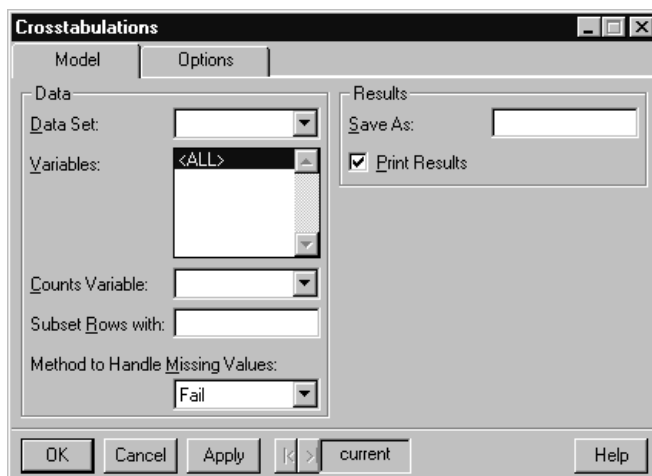 Crosstabulations
Model Options
Data
Data Set:
Variables: <ALL>
Counts Variable:
Subset Rows with:
Method to Handle Missing Values:
Fail
Results
Save As:
Print Results
OK Cancel Apply current Help